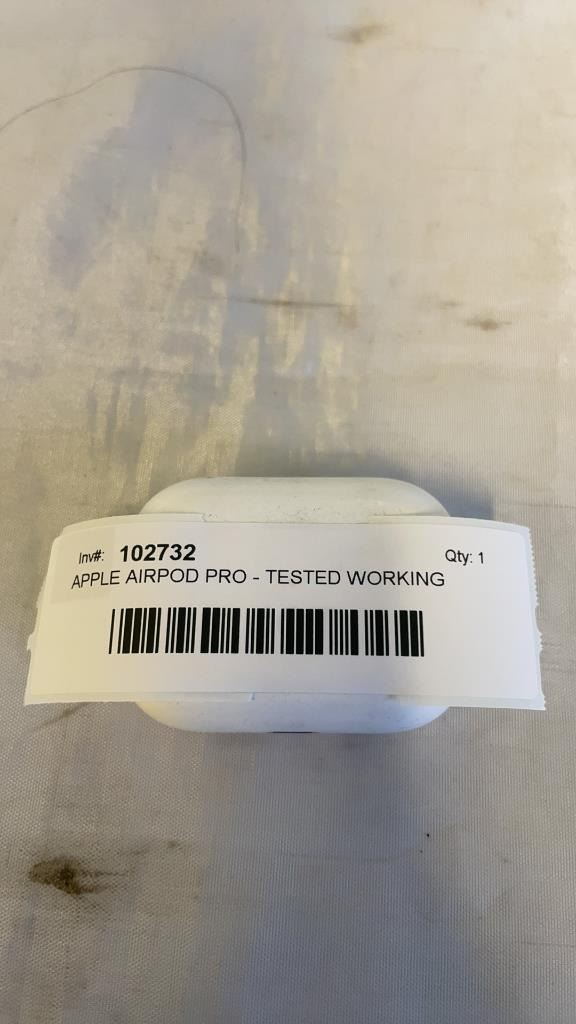 Inv#: 102732 Qty: 1
APPLE AIRPOD PRO - TESTED WORKING